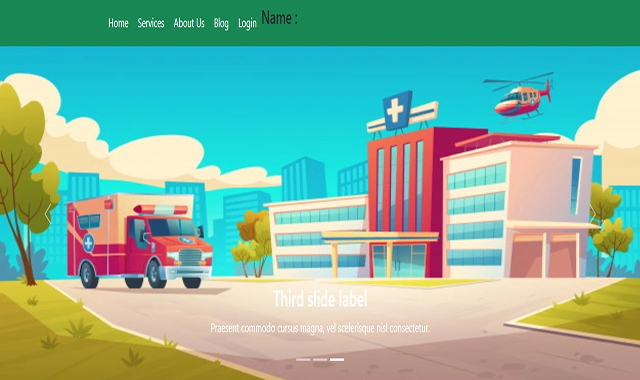 Home Services About Us Blog Login Name :
Third slide label
Praesent commodo cursus magna, vel scelerisque nisl consectetur.